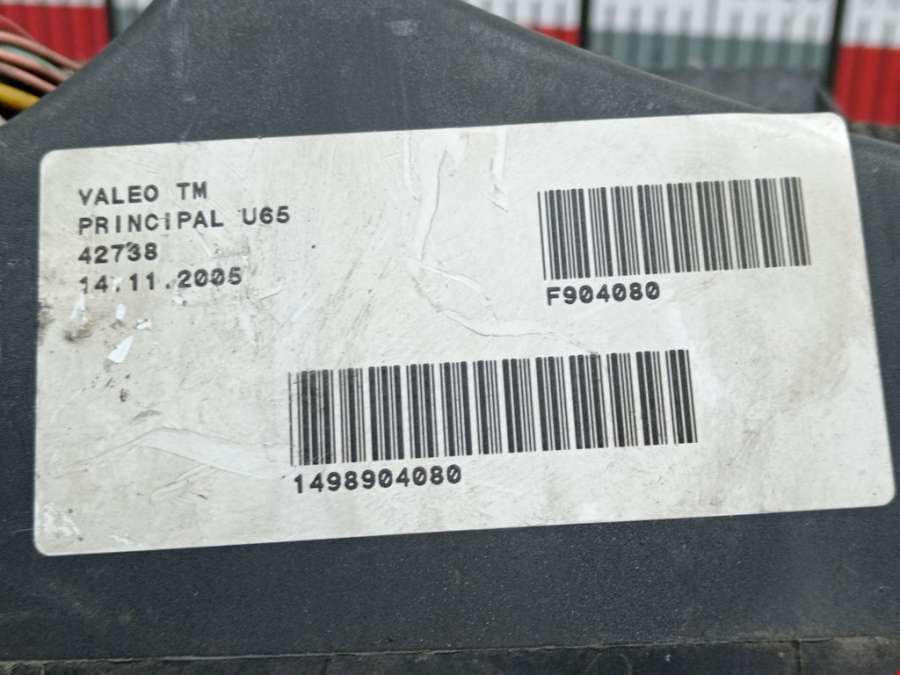 VALEO TM
PRINCIPAL U65
42738
14.11.2005
F904080
1498904080